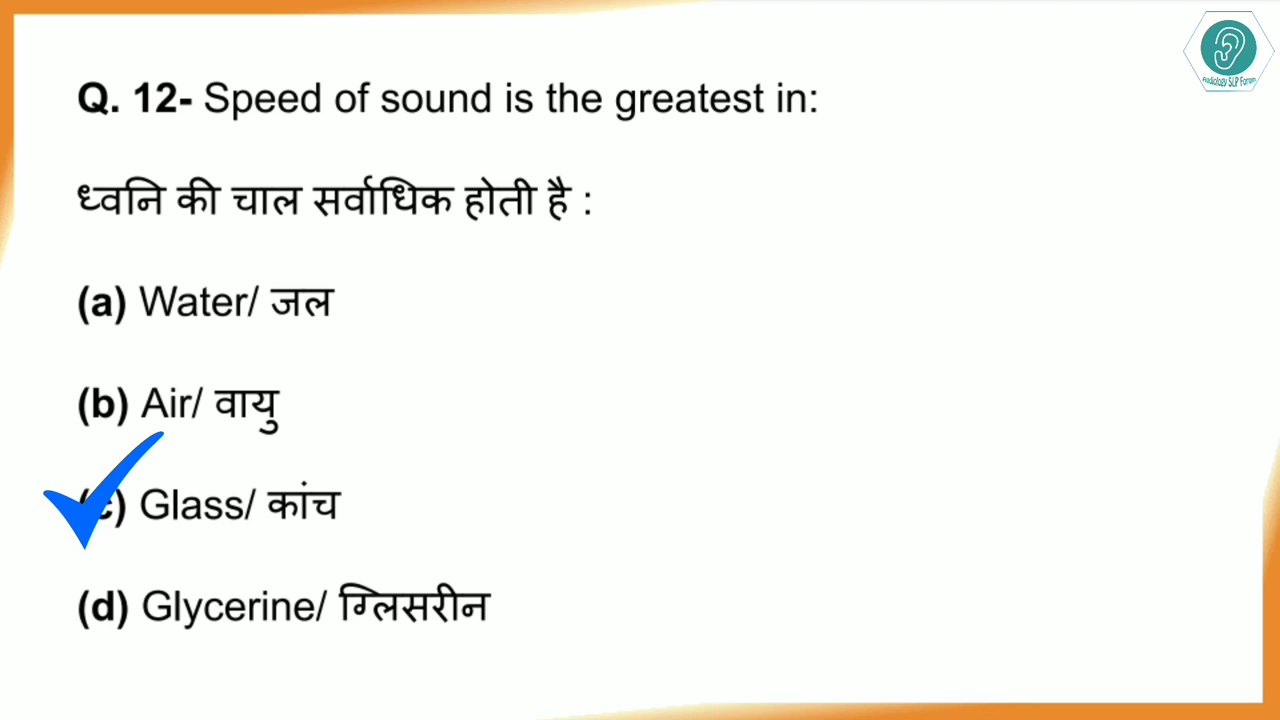 Audiology SLP Forum
Q. 12- Speed of sound is the greatest in:
ध्वनि की चाल सर्वाधिक होती है :
(a) Water/ जल
(b) Air/ वायु
(c) Glass/ कांच
(d) Glycerine/ ग्लिसरीन